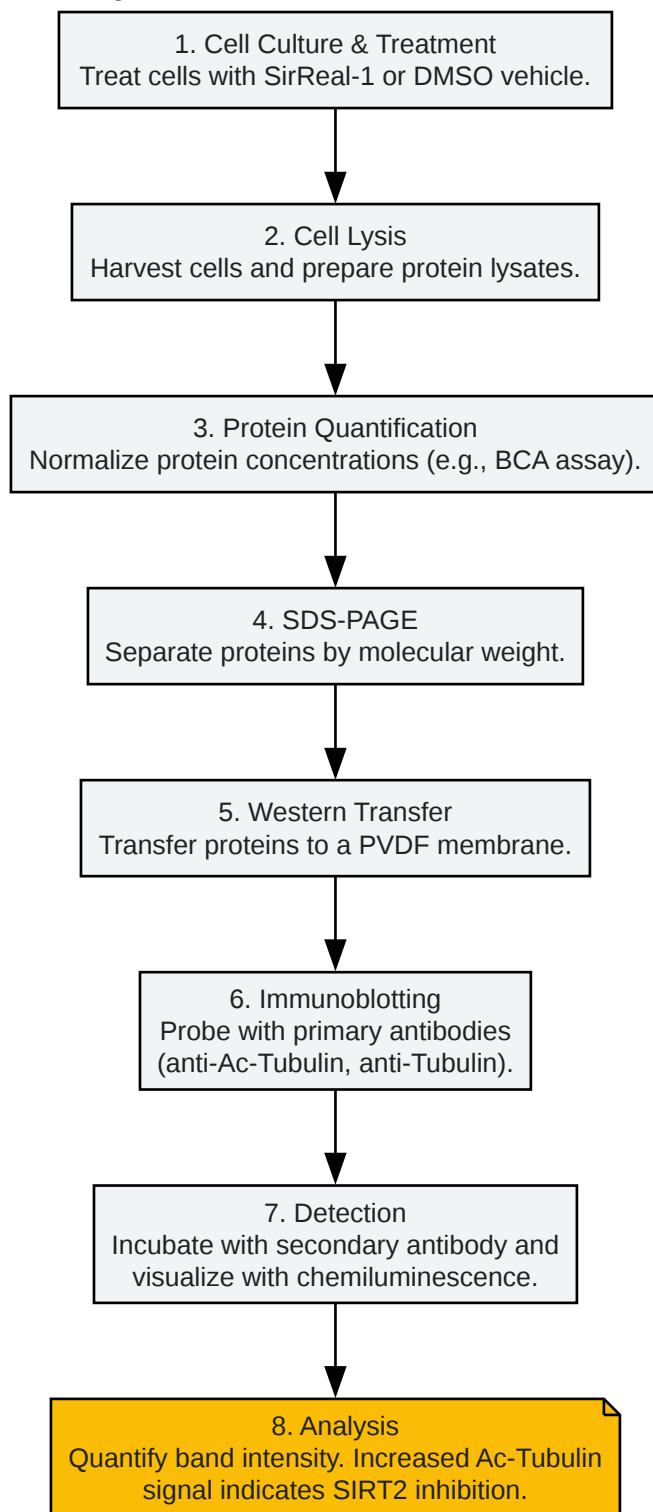 1. Cell Culture & Treatment
Treat cells with SirReal-1 or DMSO vehicle.
2. Cell Lysis
Harvest cells and prepare protein lysates.
3. Protein Quantification
Normalize protein concentrations (e.g., BCA assay).
4. SDS-PAGE
Separate proteins by molecular weight.
5. Western Transfer
Transfer proteins to a PVDF membrane.
6. Immunoblotting
Probe with primary antibodies
(anti-Ac-Tubulin, anti-Tubulin).
7. Detection
Incubate with secondary antibody and
visualize with chemiluminescence.
8. Analysis
Quantify band intensity. Increased Ac-Tubulin
signal indicates SIRT2 inhibition.